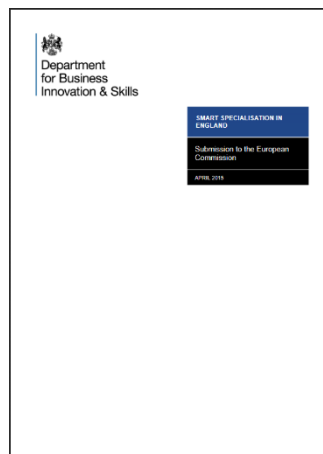 Department
for Business
Innovation & Skills
SMART SPECIALISATION IN
ENGLAND
Submission to the European
Commission
APRIL 2015